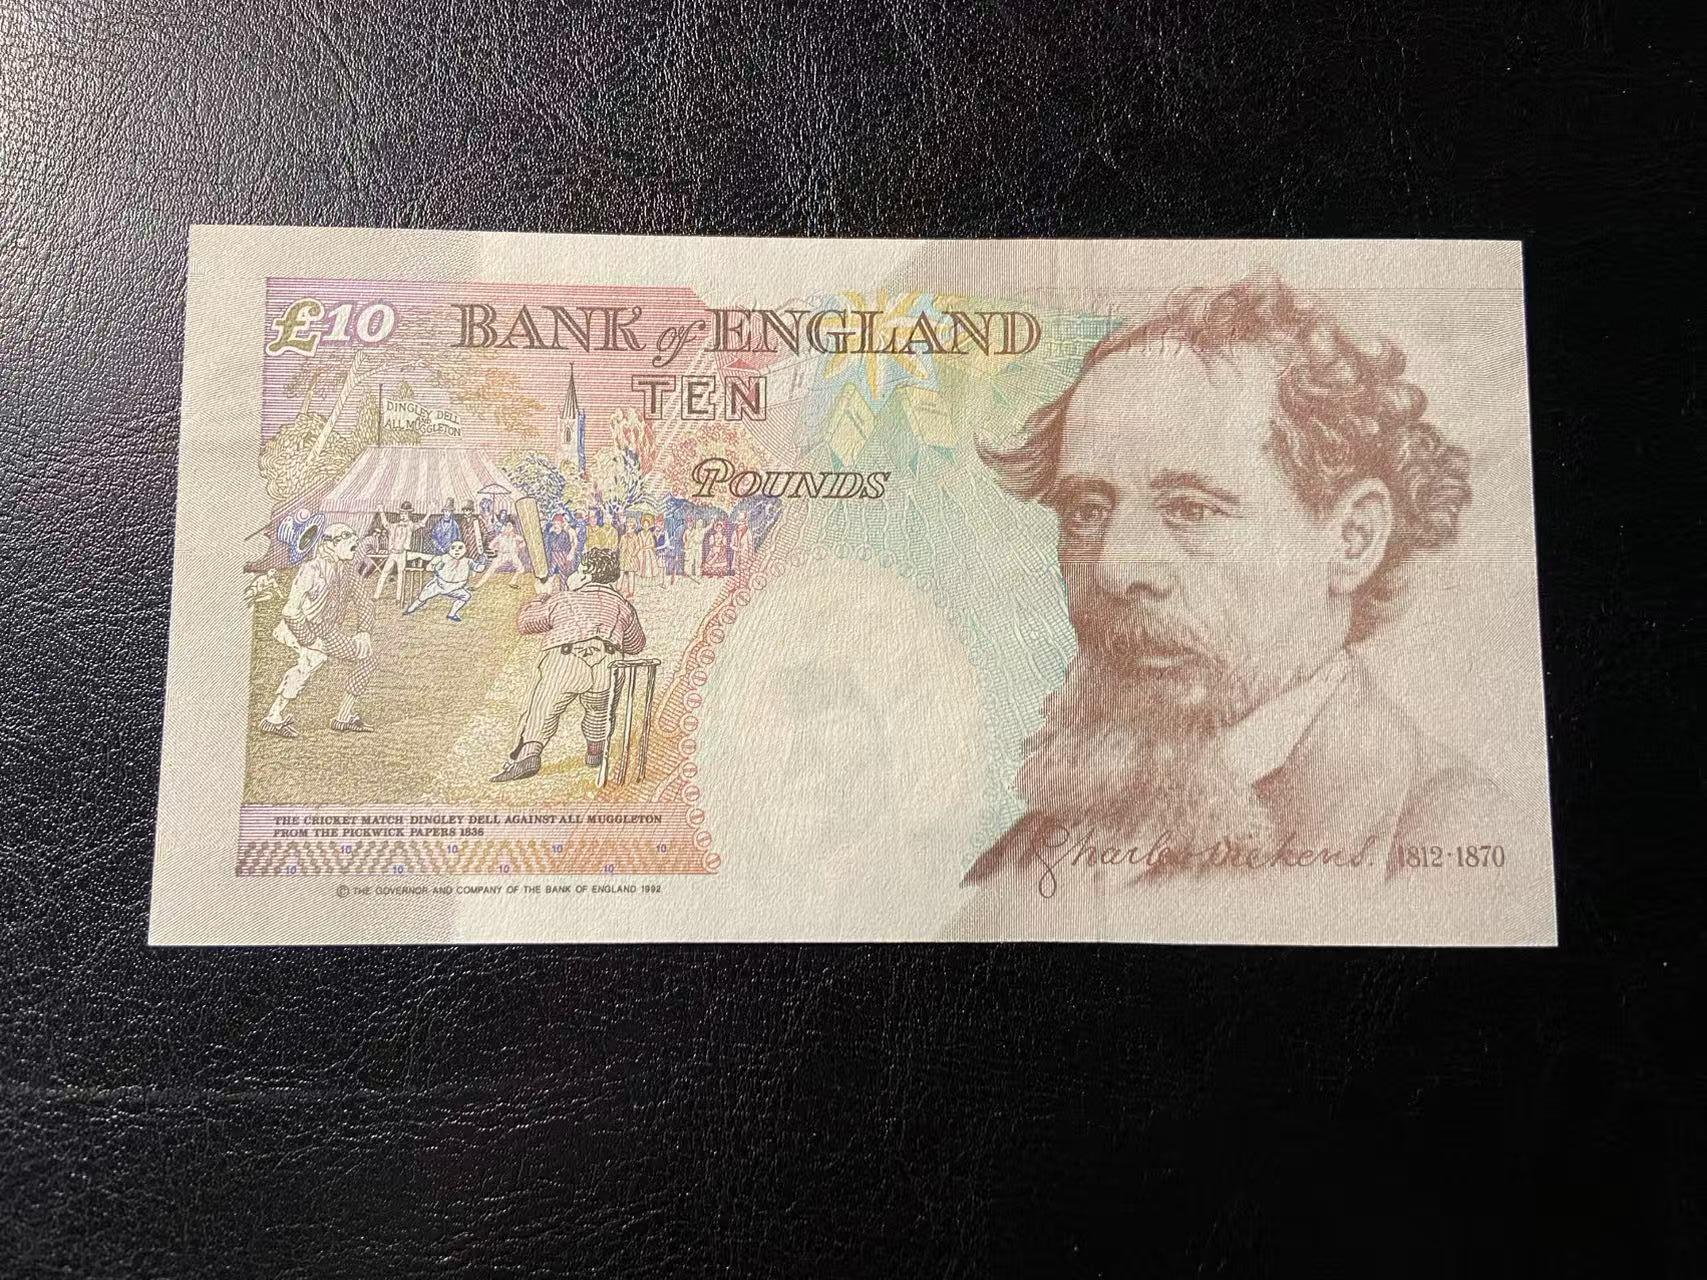 £10
BANK of ENGLAND
TEN
POUNDS
DINGLEY DELL
AND
ALL MUGGLETON
THE CRICKET MATCH DINGLEY DELL AGAINST ALL MUGGLETON
FROM THE PICKWICK PAPERS 1836
10 10 10 10
10 10 10 10
© THE GOVERNOR AND COMPANY OF THE BANK OF ENGLAND 1992
Charles Dickens. 1812·1870